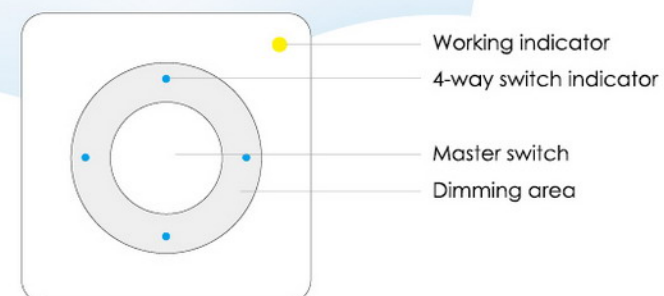 Working indicator
4-way switch indicator
Master switch
Dimming area